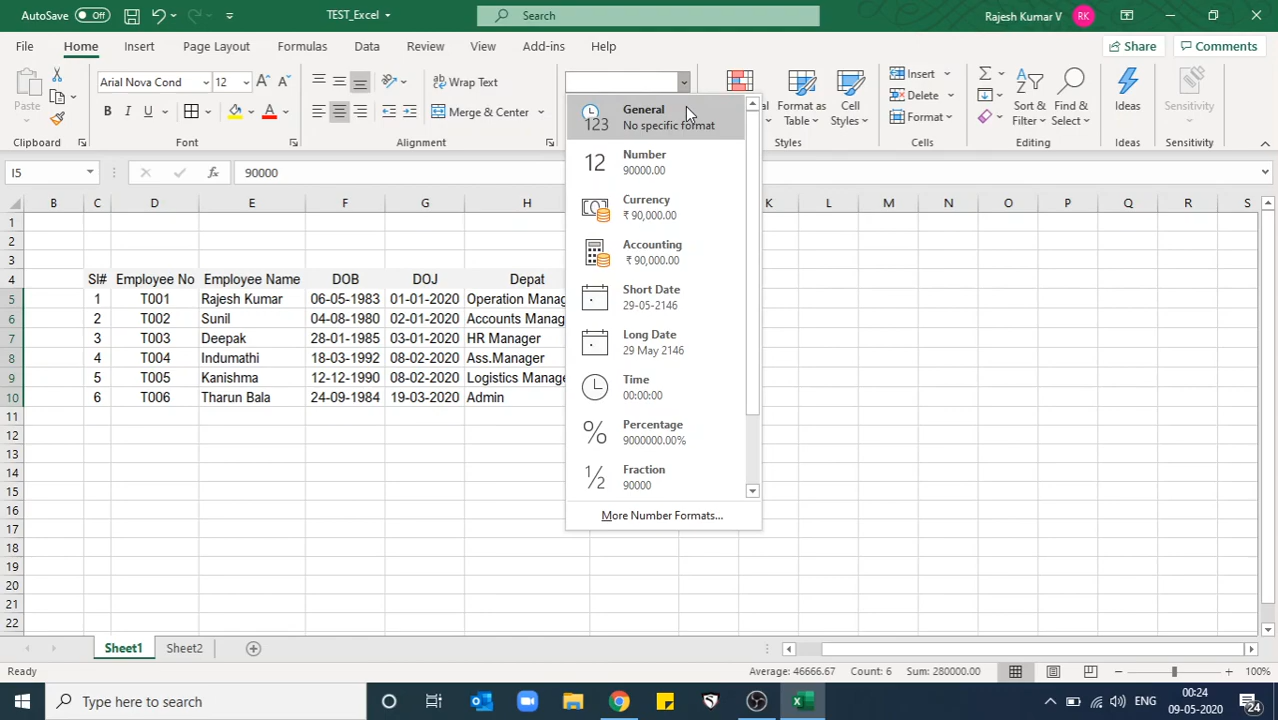 AutoSave Off TEST_Excel Search Rajesh Kumar V RK
File Home Insert Page Layout Formulas Data Review View Add-ins Help Share Comments
Paste Arial Nova Cond 12 Wrap Text Merge & Center
B I U Format as Table Cell Styles Insert Delete Format Sort & Filter Find & Select Ideas Sensitivity
Clipboard Font Alignment Styles Cells Ideas Sensitivity
I5 fx 90000
General
No specific format
Number
90000.00
Currency
₹ 90,000.00
Accounting
₹ 90,000.00
Short Date
29-05-2146
Long Date
29 May 2146
Time
00:00:00
Percentage
9000000.00%
Fraction
90000
More Number Formats...
B C D E F G H K L M N O P Q R S
1
2
3
4 Sl# Employee No Employee Name DOB DOJ Depat
5 1 T001 Rajesh Kumar 06-05-1983 01-01-2020 Operation Manag
6 2 T002 Sunil 04-08-1980 02-01-2020 Accounts Manag
7 3 T003 Deepak 28-01-1985 03-01-2020 HR Manager
8 4 T004 Indumathi 18-03-1992 08-02-2020 Ass.Manager
9 5 T005 Kanishma 12-12-1990 08-02-2020 Logistics Manage
10 6 T006 Tharun Bala 24-09-1984 19-03-2020 Admin
11
12
13
14
15
16
17
18
19
20
21
22
Sheet1 Sheet2
Ready Average: 46666.67 Count: 6 Sum: 280000.00 100%
Type here to search ENG 00:24
09-05-2020 24